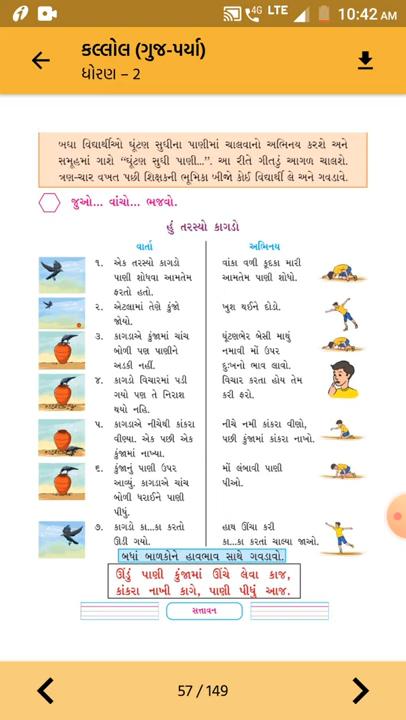 4G LTE 10:42 AM
કલ્લોલ (ગુજ-પર્યા)
ધોરણ – 2
બધા વિદ્યાર્થીઓ ઘૂંટણ સુધીના પાણીમાં ચાલવાનો અભિનય કરશે અને
સમૂહમાં ગાશે “ઘૂંટણ સુધી પાણી...”. આ રીતે ગીતડું આગળ ચાલશે.
ત્રણ-ચાર વખત પછી શિક્ષકની ભૂમિકા બીજો કોઈ વિદ્યાર્થી લે અને ગવડાવે.
જુઓ... વાંચો... ભજવો.
હું તરસ્યો કાગડો
વાર્તા
૧. એક તરસ્યો કાગડો
પાણી શોધવા આમતેમ
ફરતો હતો.
૨. એટલામાં તેણે કુંજો
જોયો.
૩. કાગડાએ કુંજામાં ચાંચ
બોળી પણ પાણીને
અડકી નહીં.
૪. કાગડો વિચારમાં પડી
ગયો પણ તે નિરાશ
થયો નહિ.
૫. કાગડાએ નીચેથી કાંકરા
વીણ્યા. એક પછી એક
કુંજામાં નાખ્યા.
૬. કુંજાનું પાણી ઉપર
આવ્યું. કાગડાએ ચાંચ
બોળી ધરાઈને પાણી
પીધું.
૭. કાગડો કા...કા કરતો
ઊડી ગયો.
અભિનય
વાંકા વળી કૂદકા મારી
આમતેમ પાણી શોધો.
ખુશ થઈને દોડો.
ઘૂંટણભેર બેસી માથું
નમાવી મોં ઉપર
દુઃખનો ભાવ લાવો.
વિચાર કરતા હોય તેમ
કરી ફરો.
નીચે નમી કાંકરા વીણો,
પછી કુંજામાં કાંકરા નાખો.
મોં લંબાવી પાણી
પીઓ.
હાથ ઊંચા કરી
કા...કા કરતાં ચાલ્યા જાઓ.
બધાં બાળકોને હાવભાવ સાથે ગવડાવો.
ઊંડું પાણી કુંજામાં ઊંચે લેવા કાજ,
કાંકરા નાખી કાગે, પાણી પીધું આજ.
સત્તાવન
57 / 149